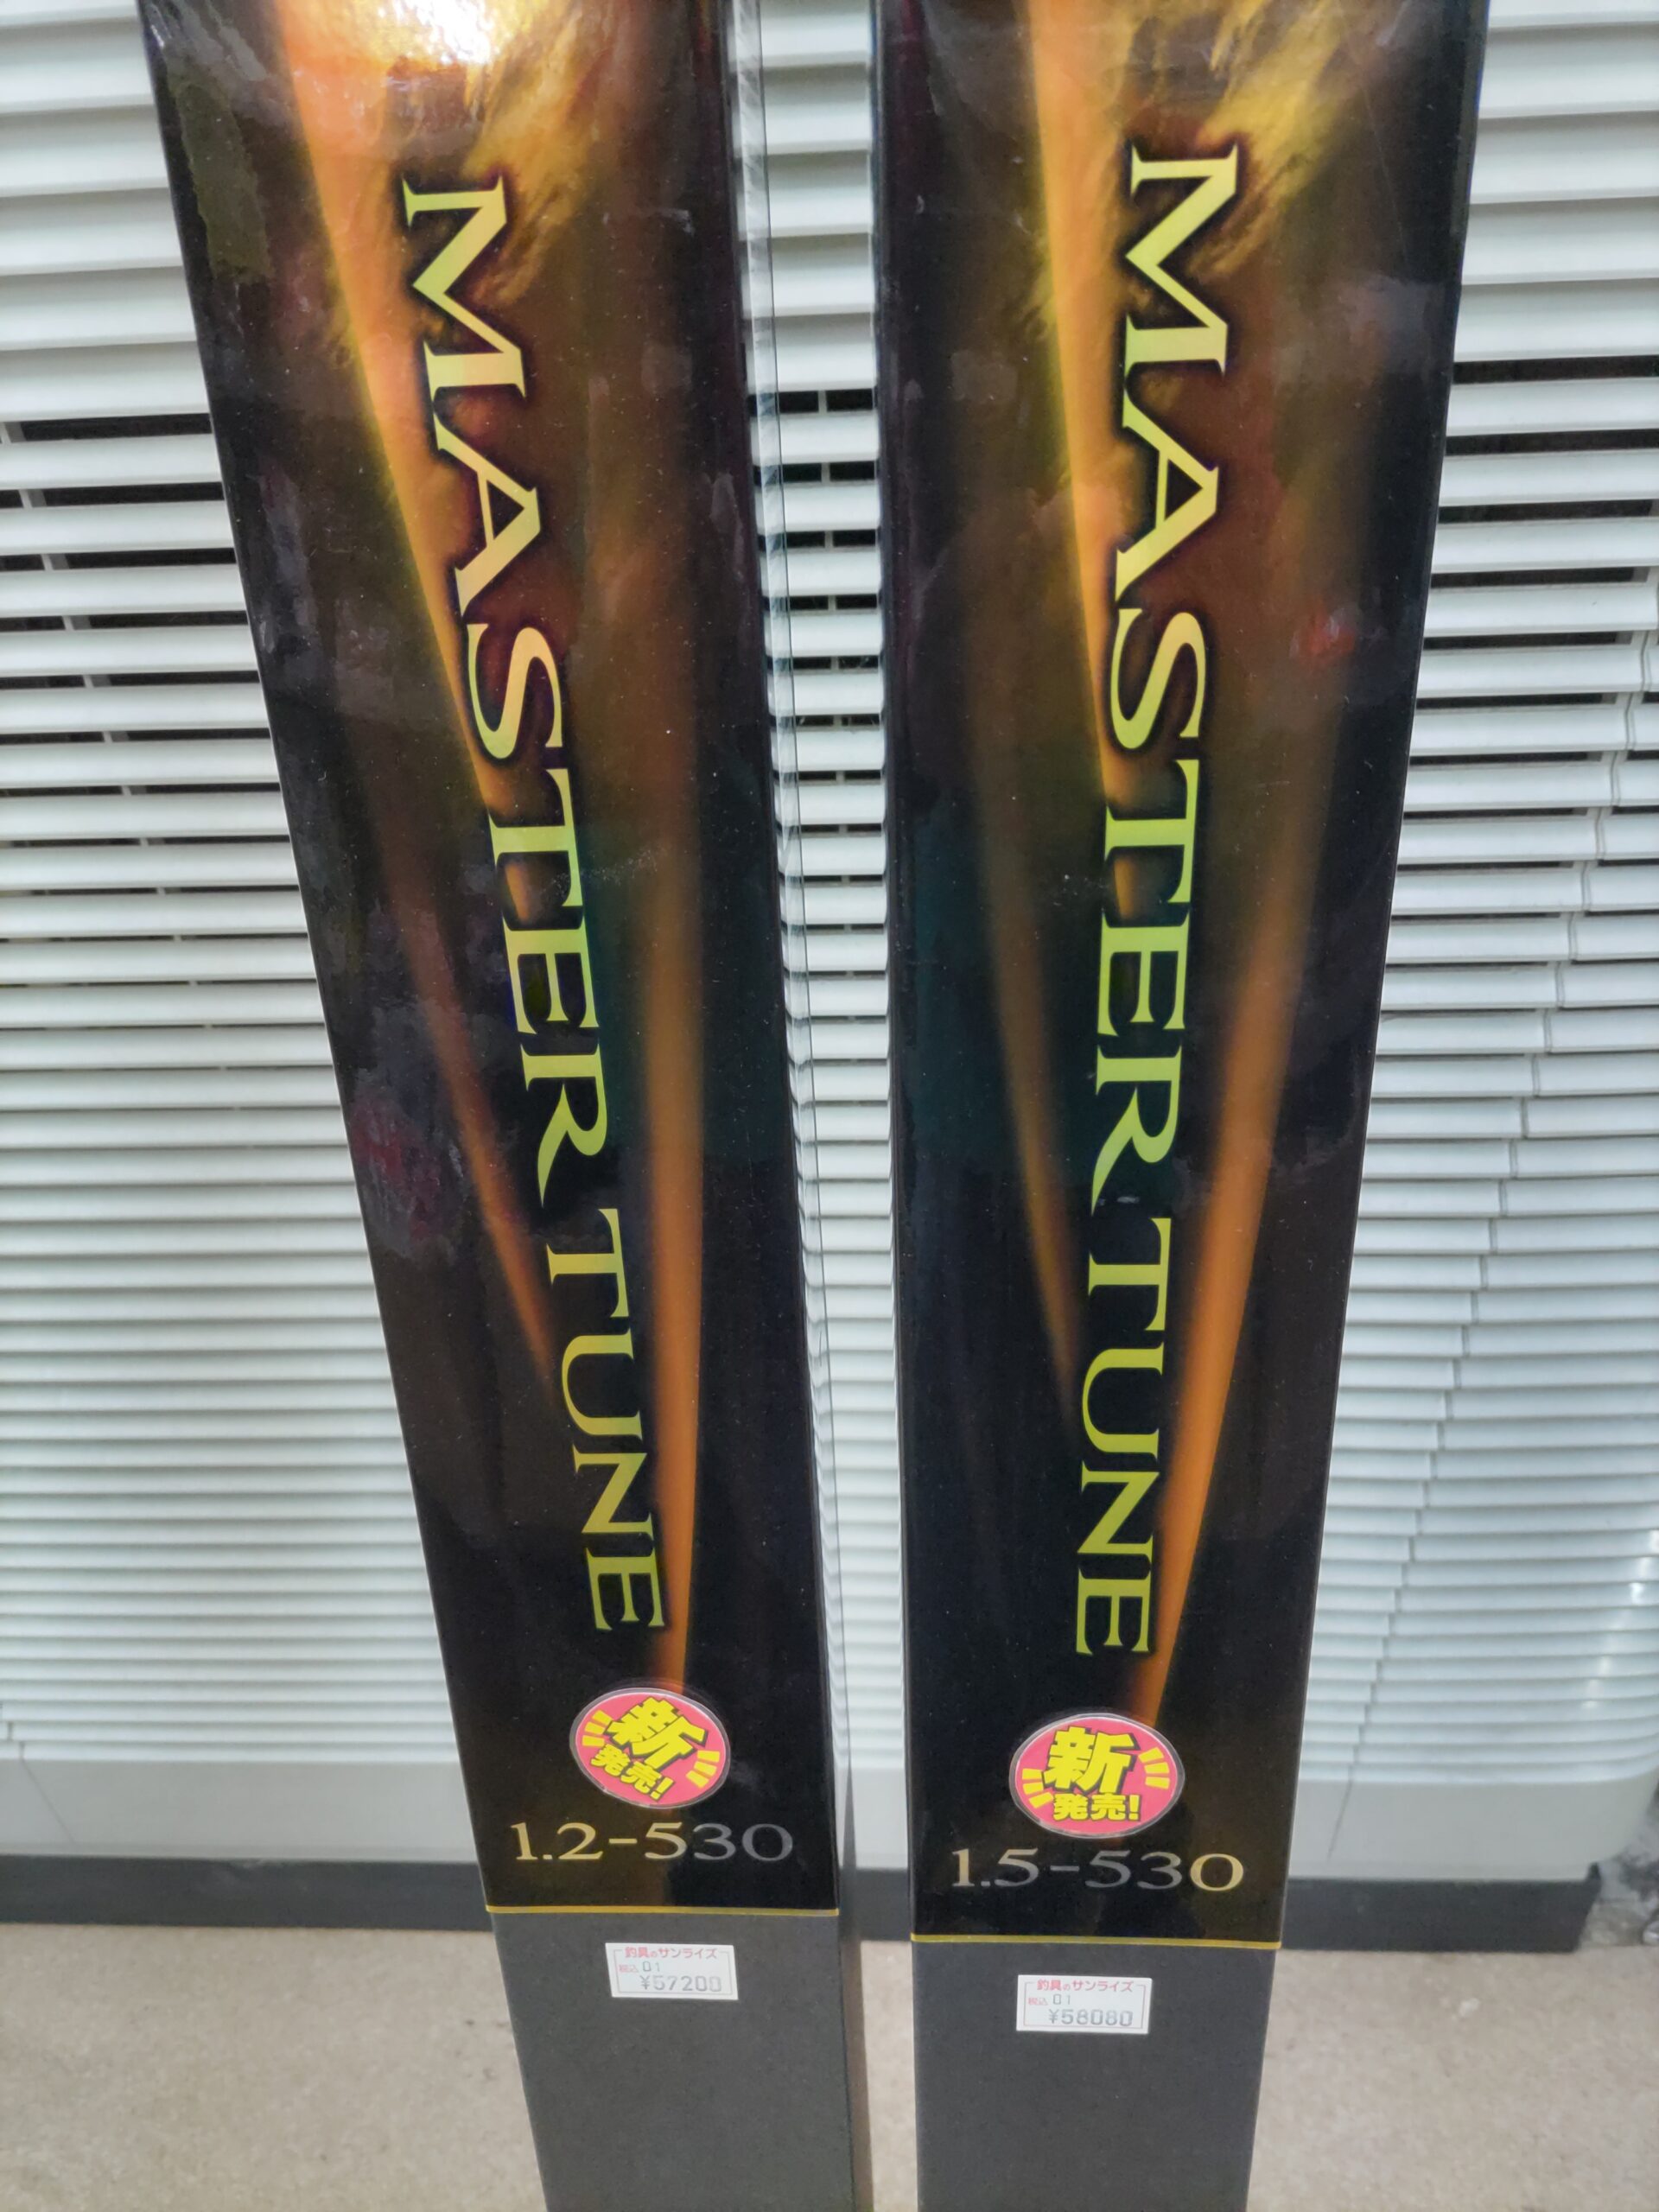 MASTER TUNE
新
発売!
1.2-530
釣具のサンライズ
税込 01
¥57200
MASTER TUNE
新
発売!
1.5-530
釣具のサンライズ
税込 01
¥58080